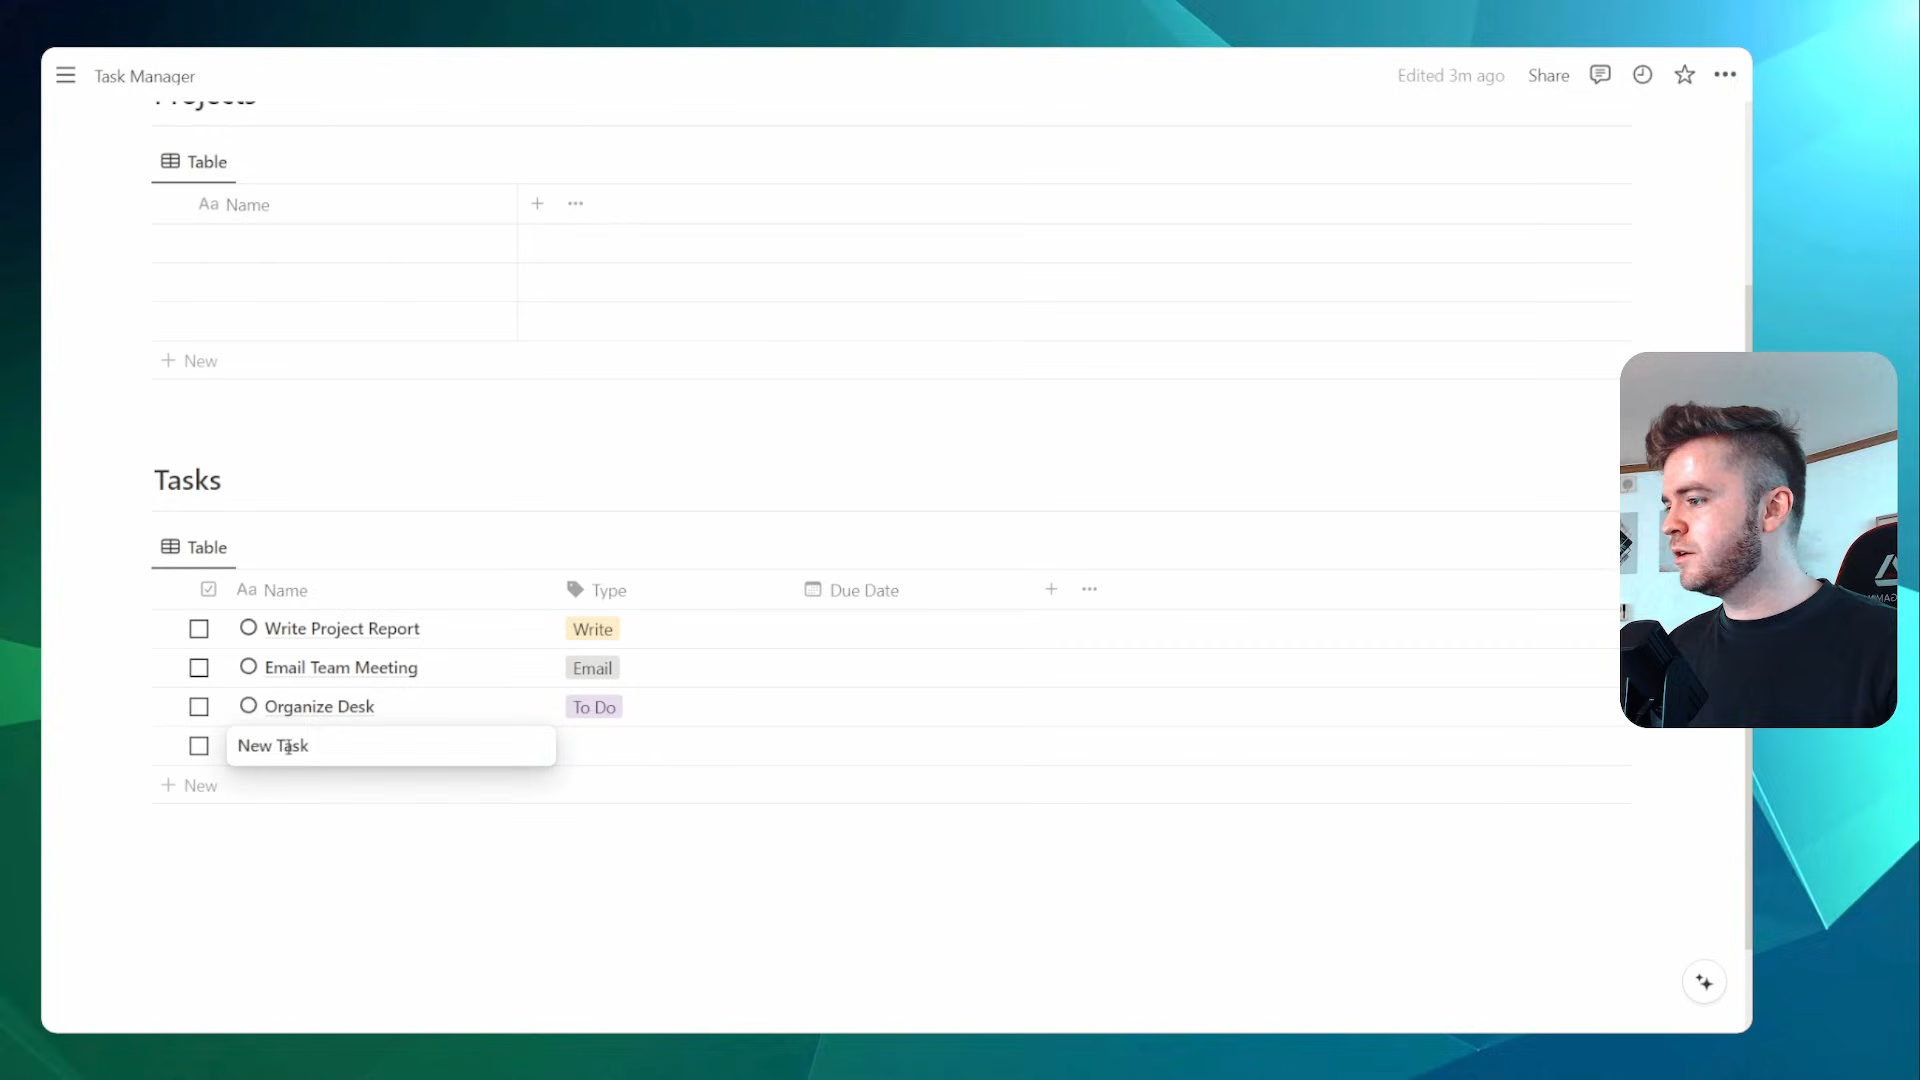 Task Manager
Edited 3m ago
Share
Projects
Table
Aa Name
New
Tasks
Table
Aa Name
Type
Due Date
Write Project Report
Write
Email Team Meeting
Email
Organize Desk
To Do
New Task
New